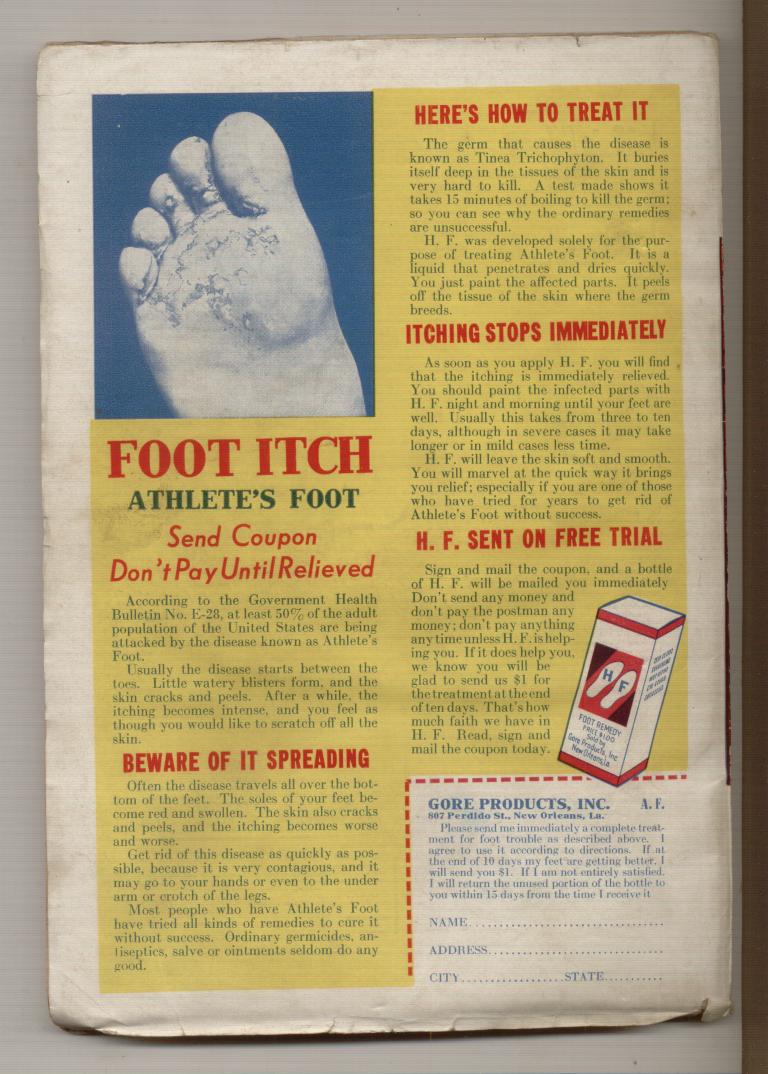 FOOT ITCH
ATHLETE'S FOOT
Send Coupon
Don't Pay Until Relieved
According to the Government Health
Bulletin No. E-28, at least 50% of the adult
population of the United States are being
attacked by the disease known as Athlete's
Foot.
Usually the disease starts between the
toes. Little watery blisters form, and the
skin cracks and peels. After a while, the
itching becomes intense, and you feel as
though you would like to scratch off all the
skin.
BEWARE OF IT SPREADING
Often the disease travels all over the bot-
tom of the feet. The soles of your feet be-
come red and swollen. The skin also cracks
and peels, and the itching becomes worse
and worse.
Get rid of this disease as quickly as pos-
sible, because it is very contagious, and it
may go to your hands or even to the under
arm or crotch of the legs.
Most people who have Athlete's Foot
have tried all kinds of remedies to cure it
without success. Ordinary germicides, an-
tiseptics, salve or ointments seldom do any
good.
HERE'S HOW TO TREAT IT
The germ that causes the disease is
known as Tinea Trichophyton. It buries
itself deep in the tissues of the skin and is
very hard to kill. A test made shows it
takes 15 minutes of boiling to kill the germ;
so you can see why the ordinary remedies
are unsuccessful.
H. F. was developed solely for the pur-
pose of treating Athlete's Foot. It is a
liquid that penetrates and dries quickly.
You just paint the affected parts. It peels
off the tissue of the skin where the germ
breeds.
ITCHING STOPS IMMEDIATELY
As soon as you apply H. F. you will find
that the itching is immediately relieved.
You should paint the infected parts with
H. F. night and morning until your feet are
well. Usually this takes from three to ten
days, although in severe cases it may take
longer or in mild cases less time.
H. F. will leave the skin soft and smooth.
You will marvel at the quick way it brings
you relief; especially if you are one of those
who have tried for years to get rid of
Athlete's Foot without success.
H. F. SENT ON FREE TRIAL
Sign and mail the coupon, and a bottle
of H. F. will be mailed you immediately
Don't send any money and
don't pay the postman any
money; don't pay anything
any time unless H. F. is help-
ing you. If it does help you,
we know you will be
glad to send us $1 for
the treatment at the end
of ten days. That's how
much faith we have in
H. F. Read, sign and
mail the coupon today.
H F
FOOT REMEDY
PRICE $1.00
Sold by
Gore Products, Inc
New Orleans, La.
GORE PRODUCTS, INC. A. F.
807 Perdido St., New Orleans, La.
Please send me immediately a complete treat-
ment for foot trouble as described above. I
agree to use it according to directions. If at
the end of 10 days my feet are getting better, I
will send you $1. If I am not entirely satisfied.
I will return the unused portion of the bottle to
you within 15 days from the time I receive it
NAME........................................
ADDRESS....................................
CITY....................STATE...........